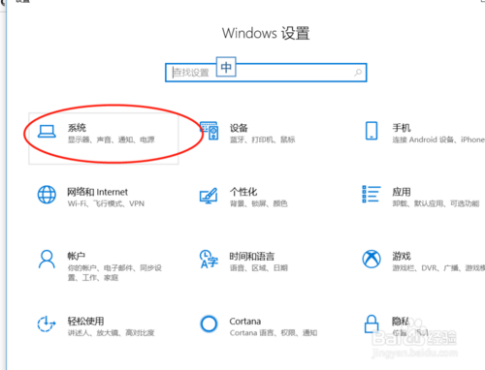 设置
Windows 设置
查找设置
中
系统
显示器、声音、通知、电源
设备
蓝牙、打印机、鼠标
手机
连接 Android 设备、iPhone
网络和 Internet
Wi-Fi、飞行模式、VPN
个性化
背景、锁屏、颜色
应用
卸载、默认应用、可选功能
帐户
你的帐户、电子邮件、同步设
置、工作、家庭
时间和语言
语音、区域、日期
游戏
游戏栏、DVR、广播、游戏模
轻松使用
讲述人、放大镜、高对比度
Cortana
Cortana 语言、权限、通知
隐私
Baidu 经验
jingyan.baidu.com